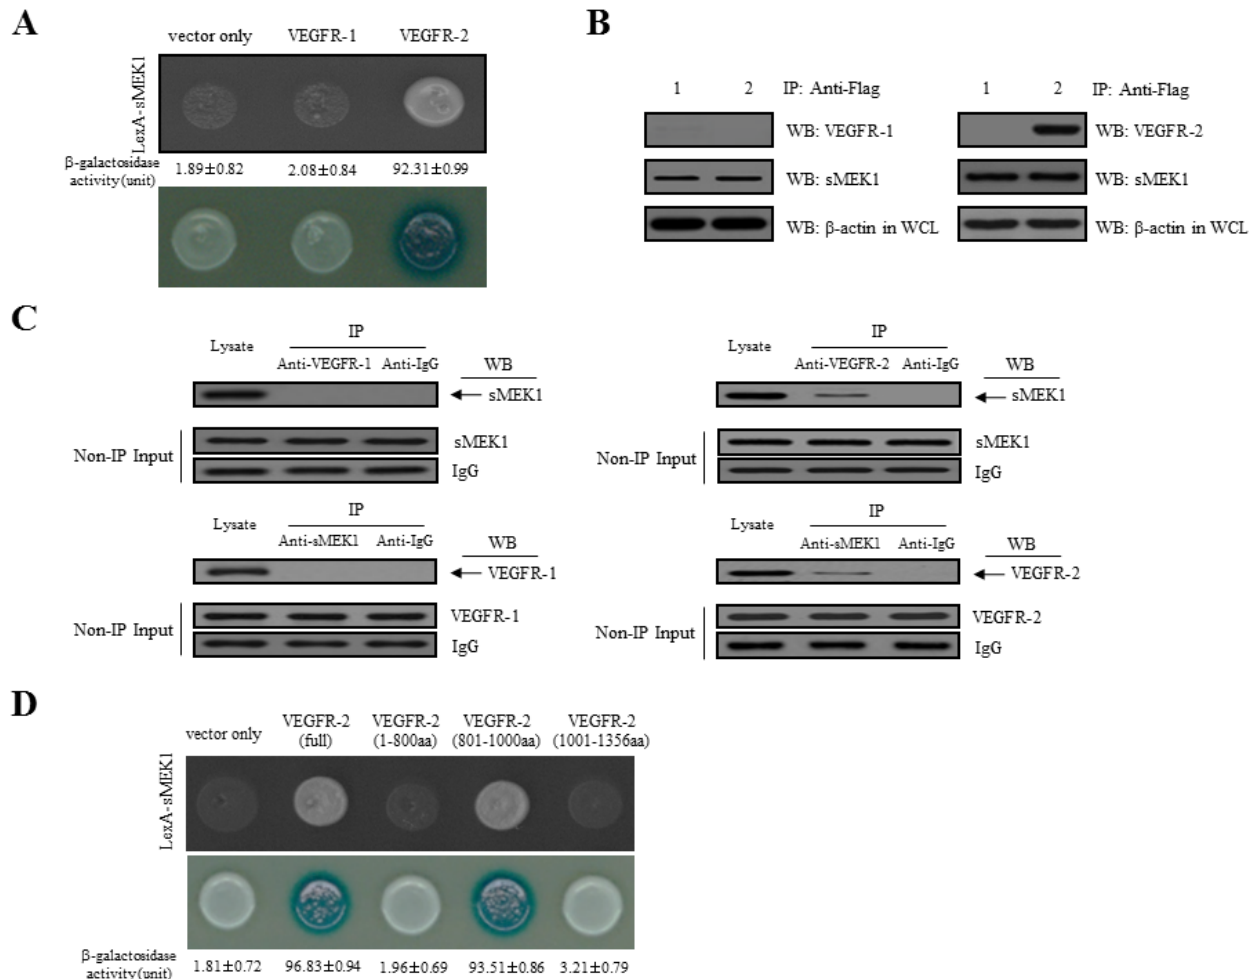 A
vector only VEGFR-1 VEGFR-2
LexA-sMEK1
β-galactosidase
activity(unit)
1.89±0.82 2.08±0.84 92.31±0.99
B
1 2 IP: Anti-Flag
WB: VEGFR-1
WB: sMEK1
WB: β-actin in WCL
1 2 IP: Anti-Flag
WB: VEGFR-2
WB: sMEK1
WB: β-actin in WCL
C
IP
Lysate
Anti-VEGFR-1 Anti-IgG WB
sMEK1
Non-IP Input
sMEK1
IgG
IP
Lysate
Anti-VEGFR-2 Anti-IgG WB
sMEK1
Non-IP Input
sMEK1
IgG
IP
Lysate
Anti-sMEK1 Anti-IgG WB
VEGFR-1
Non-IP Input
VEGFR-1
IgG
IP
Lysate
Anti-sMEK1 Anti-IgG WB
VEGFR-2
Non-IP Input
VEGFR-2
IgG
D
vector only
VEGFR-2 VEGFR-2 VEGFR-2 VEGFR-2
(full) (1-800aa) (801-1000aa) (1001-1356aa)
LexA-sMEK1
β-galactosidase
activity(unit)
1.81±0.72 96.83±0.94 1.96±0.69 93.51±0.86 3.21±0.79